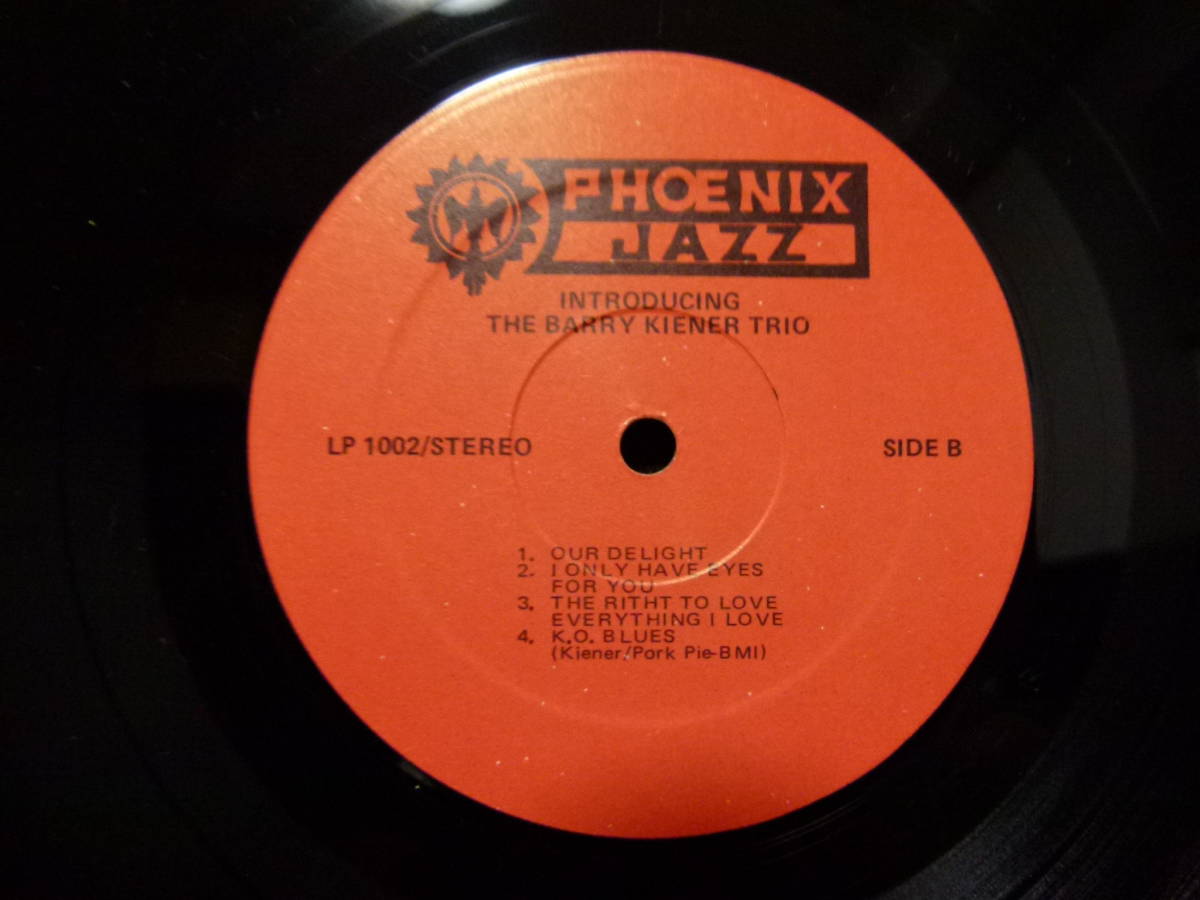 PHOENIX
JAZZ
INTRODUCING
THE BARRY KIENER TRIO
LP 1002/STEREO
SIDE B
1. OUR DELIGHT
2. I ONLY HAVE EYES
FOR YOU
3. THE RITHT TO LOVE
EVERYTHING I LOVE
4. K.O. BLUES
(Kiener/Pork Pie-BMI)